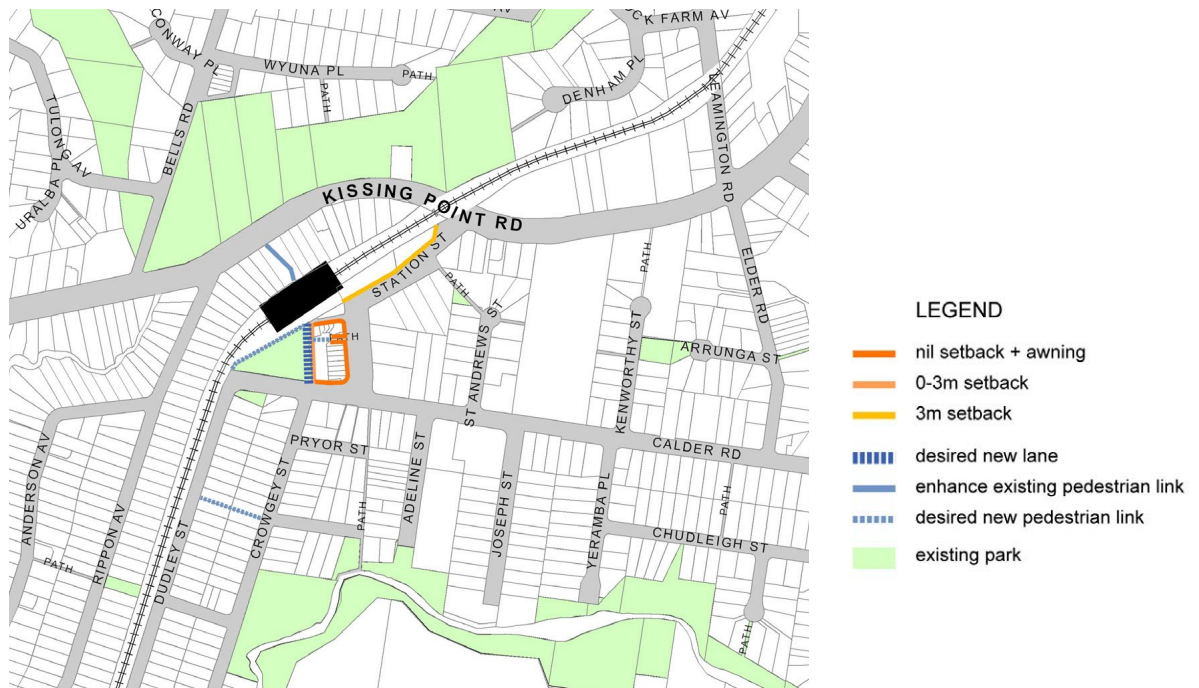 AV
CONWAY PL
CK FARM AV
WYUNA PL
PATH
PATH
DENHAM PL
LEAMINGTON RD
TULONG AV
BELLS RD
URALBA PL
KISSING POINT RD
STATION ST
PATH
PATH
ELDER RD
PATH
ST ANDREWS ST
KENWORTHY ST
ARRUNGA ST
PRYOR ST
CALDER RD
ANDERSON AV
RIPPON AV
DUDLEY ST
CROWGEY ST
PATH
ADELINE ST
JOSEPH ST
YERAMBA PL
PATH
CHUDLEIGH ST
PATH
PATH
LEGEND
nil setback + awning
0-3m setback
3m setback
desired new lane
enhance existing pedestrian link
desired new pedestrian link
existing park